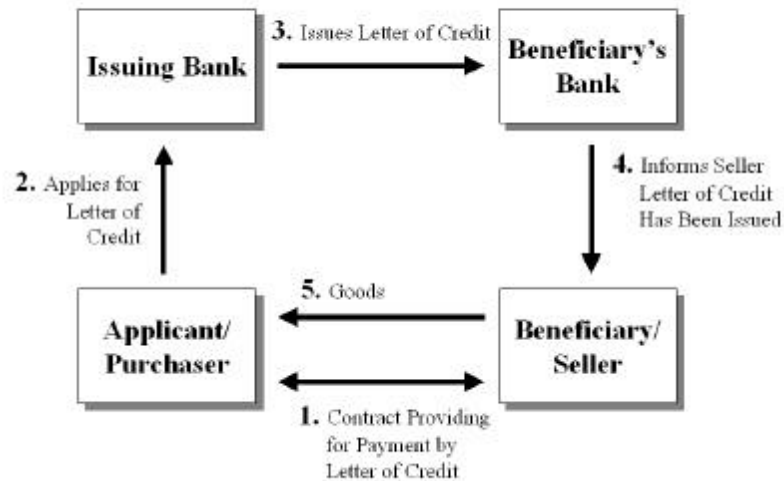 3. Issues Letter of Credit
Issuing Bank
Beneficiary's
Bank
2. Applies for
Letter of
Credit
4. Informs Seller
Letter of Credit
Has Been Issued
5. Goods
Applicant/
Purchaser
Beneficiary/
Seller
1. Contract Providing
for Payment by
Letter of Credit